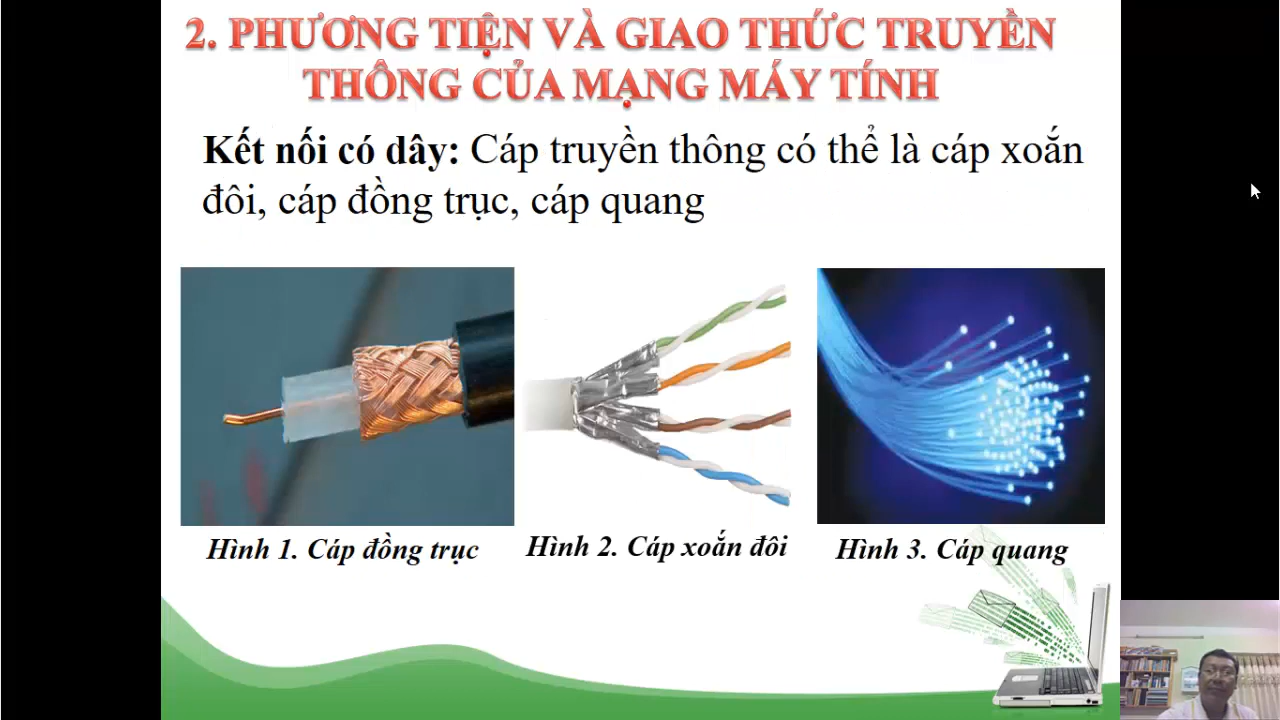 2. PHƯƠNG TIỆN VÀ GIAO THỨC TRUYỀN
THÔNG CỦA MẠNG MÁY TÍNH
Kết nối có dây: Cáp truyền thông có thể là cáp xoắn
đôi, cáp đồng trục, cáp quang
Hình 1. Cáp đồng trục
Hình 2. Cáp xoắn đôi
Hình 3. Cáp quang